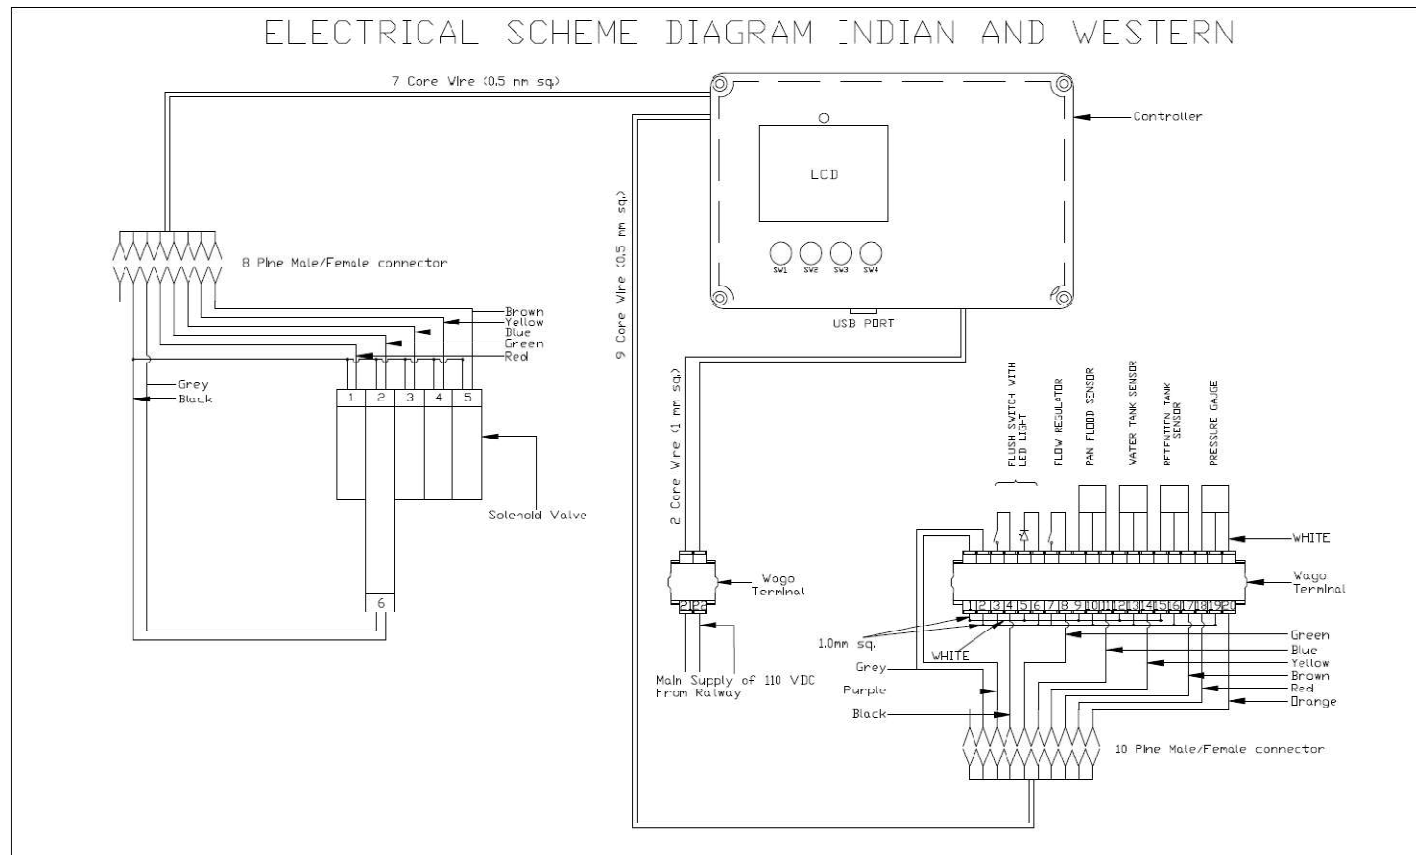 ELECTRICAL SCHEME DIAGRAM INDIAN AND WESTERN
7 Core Wire (0.5 mm sq.)
Controller
LCD
SW1 SW2 SW3 SW4
USB PORT
9 Core Wire (0.5 mm sq.)
8 Pine Male/Female connector
Brown
Yellow
Blue
Green
Red
Grey
Black
1 2 3 4 5
Solenoid Valve
6
2 Core Wire (1 mm sq.)
Wago
Terminal
21 22
Main Supply of 110 VDC
From Railway
FLUSH SWITCH WITH
LED LIGHT
FLOW REGULATOR
PAN FLOOD SENSOR
WATER TANK SENSOR
RETENTION TANK
SENSOR
PRESSURE GAUGE
WHITE
Wago
Terminal
1 2 3 4 5 6 7 8 9 10 11 12 13 14 15 16 17 18 19 20
1.0mm sq.
WHITE
Grey
Purple
Black
Green
Blue
Yellow
Brown
Red
Orange
10 Pine Male/Female connector